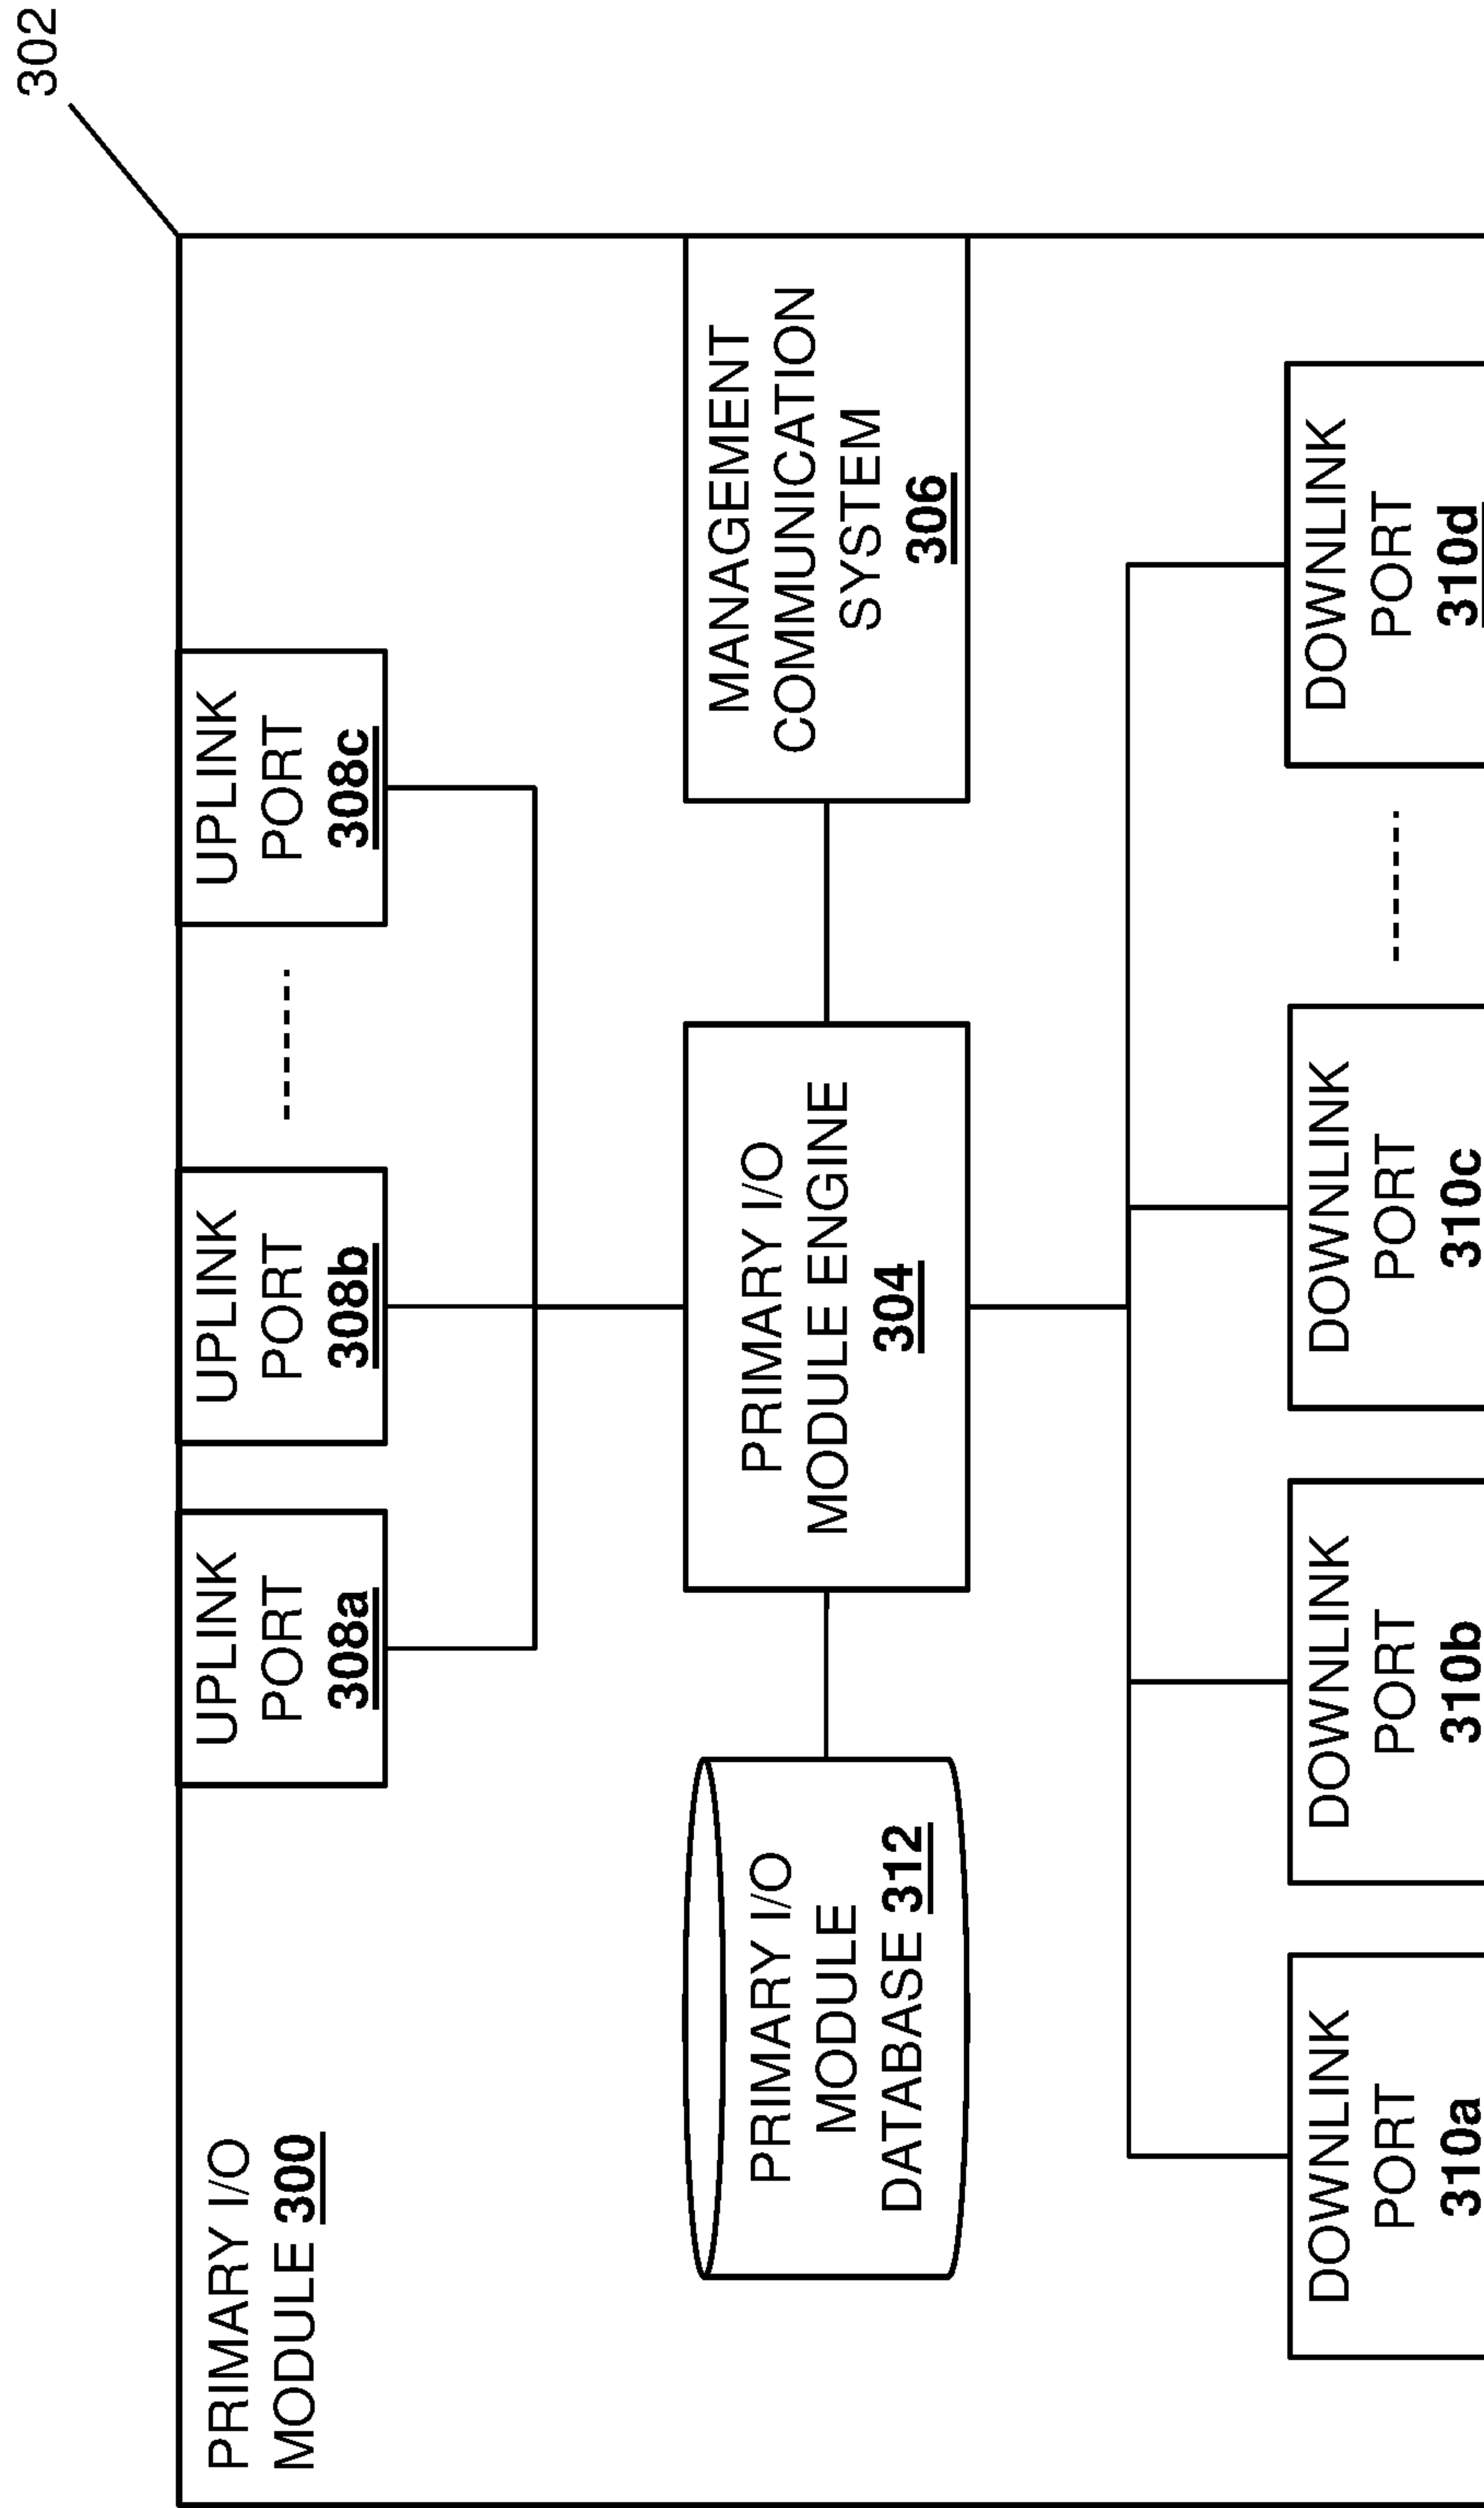 302
PRIMARY I/O
MODULE 300
UPLINK
PORT
308a
UPLINK
PORT
308b
UPLINK
PORT
308c
PRIMARY I/O
MODULE
DATABASE 312
PRIMARY I/O
MODULE ENGINE
304
MANAGEMENT
COMMUNICATION
SYSTEM
306
DOWNLINK
PORT
310a
DOWNLINK
PORT
310b
DOWNLINK
PORT
310c
DOWNLINK
PORT
310d